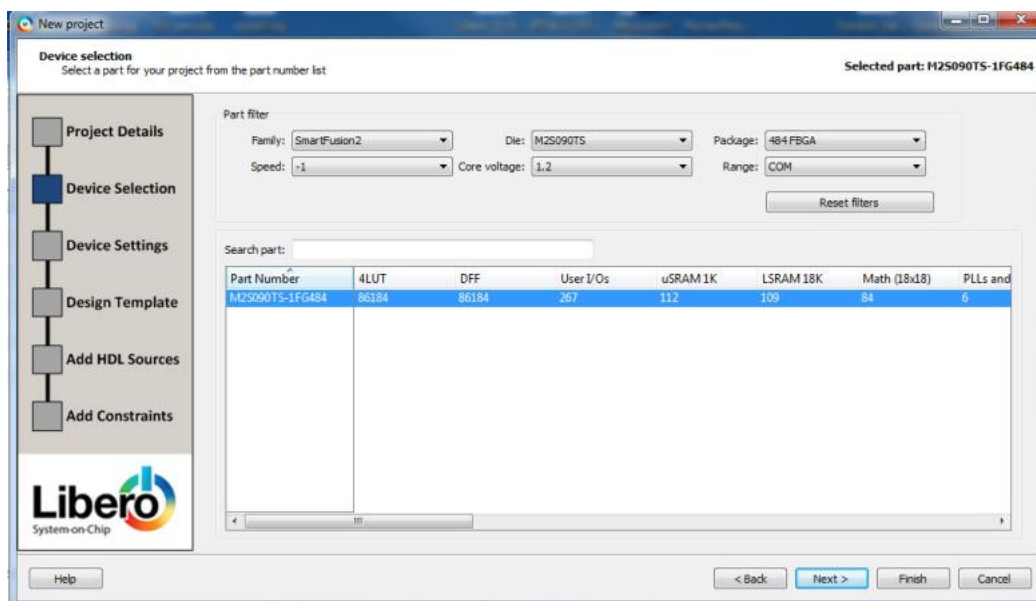 New project
Device selection
Select a part for your project from the part number list
Selected part: M2S090TS-1FG484
Project Details
Device Selection
Device Settings
Design Template
Add HDL Sources
Add Constraints
Libero
System-on-Chip
Part filter
Family: SmartFusion2 Die: M2S090TS Package: 484 FBGA
Speed: -1 Core voltage: 1.2 Range: COM
Reset filters
Search part:
Part Number 4LUT DFF User I/Os uSRAM 1K LSRAM 18K Math (18x18) PLLs and
M2S090TS-1FG484 86184 86184 267 112 109 84 6
Help < Back Next > Finish Cancel